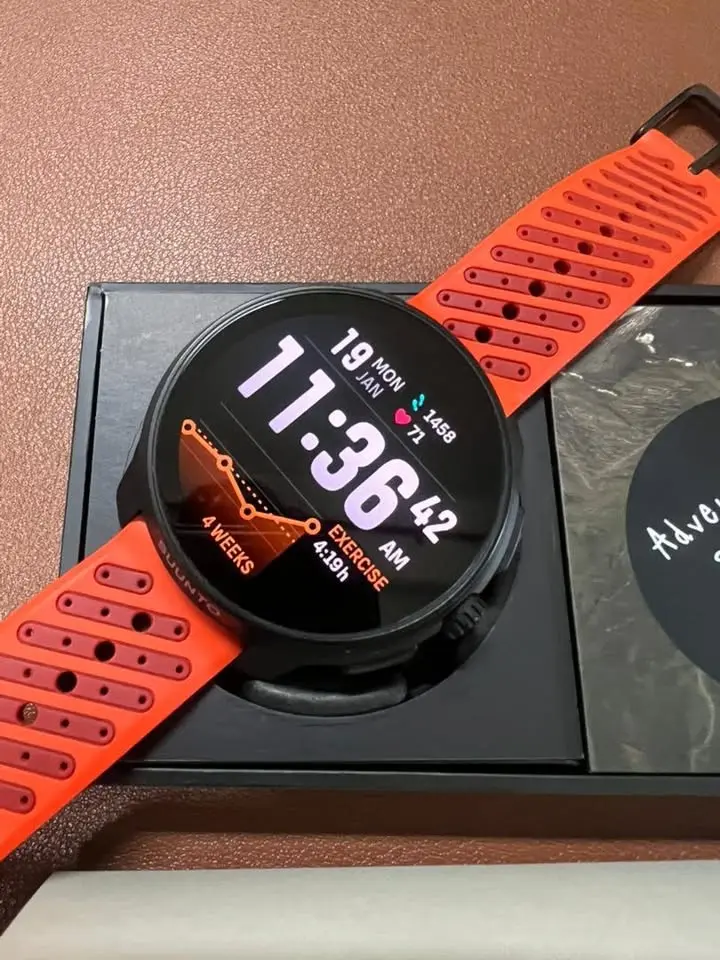 19 MON
JAN
1458
71
11:36 42
AM
EXERCISE
4:19h
4 WEEKS
SUUNTO